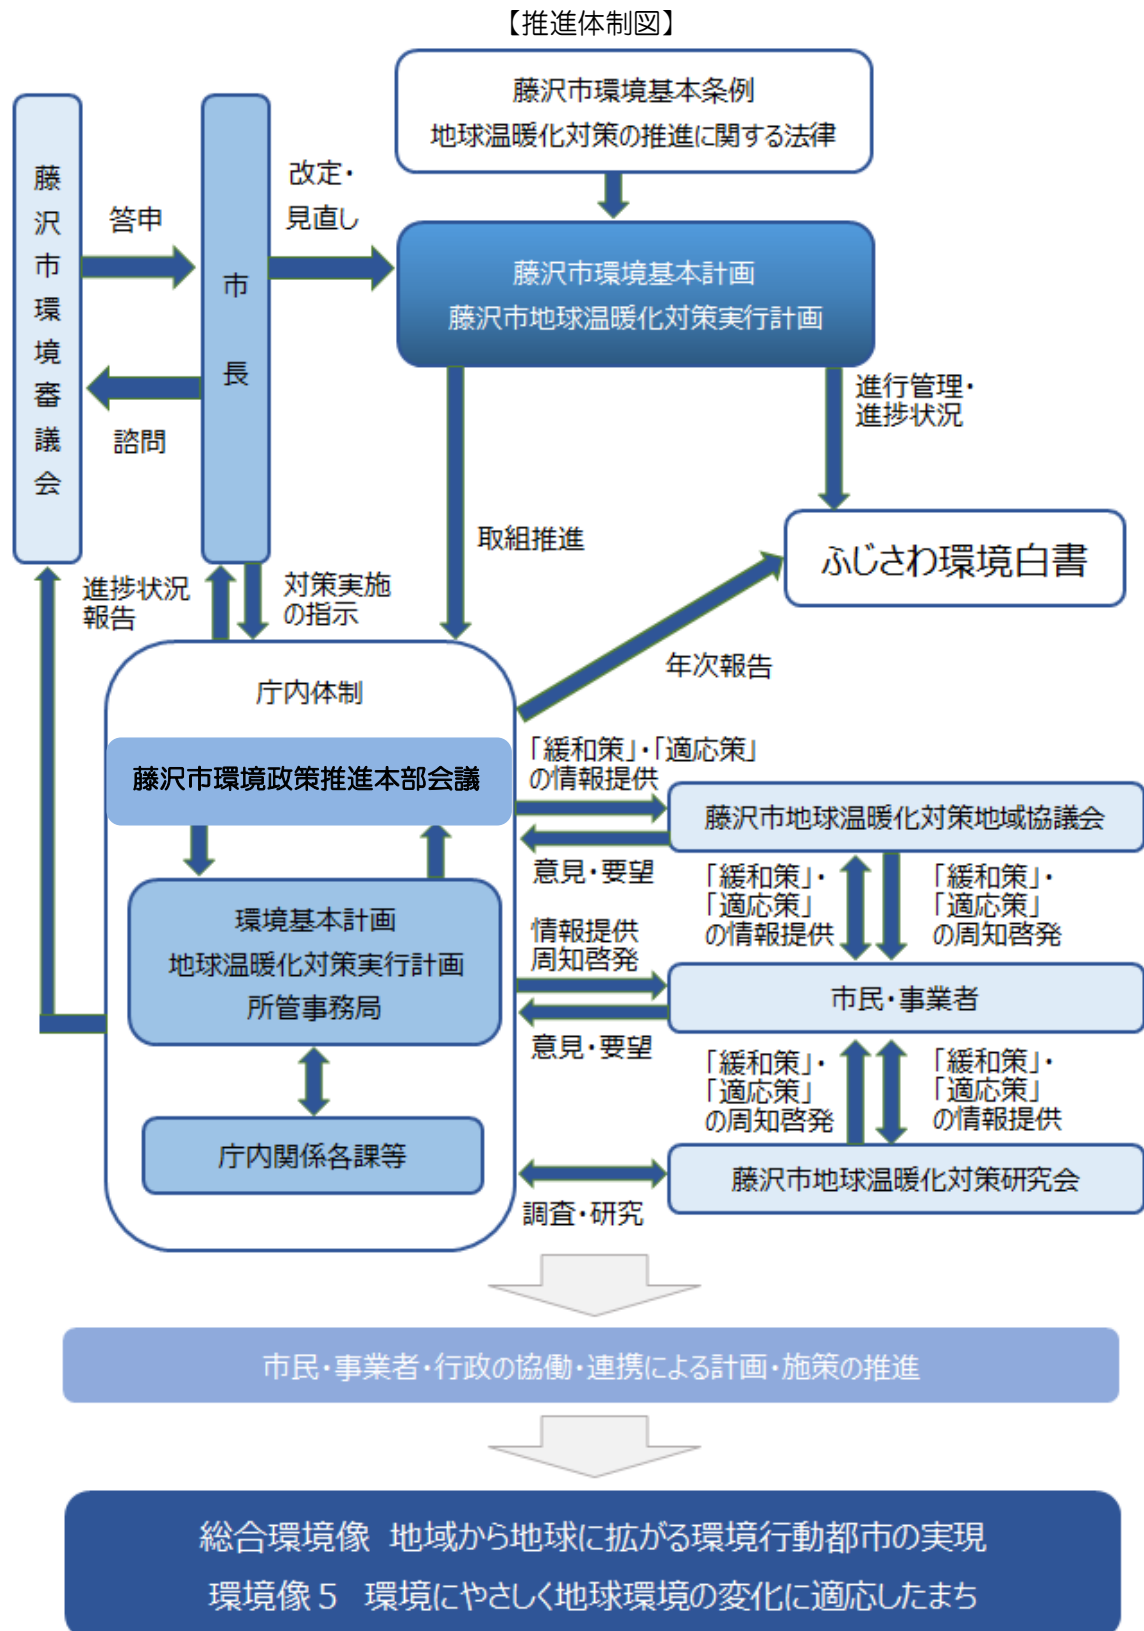 【推進体制図】
藤沢市環境基本条例
地球温暖化対策の推進に関する法律
藤沢市環境審議会
市長
答申
諮問
改定・
見直し
藤沢市環境基本計画
藤沢市地球温暖化対策実行計画
進行管理・
進捗状況
取組推進
ふじさわ環境白書
進捗状況
報告
対策実施
の指示
年次報告
庁内体制
藤沢市環境政策推進本部会議
環境基本計画
地球温暖化対策実行計画
所管事務局
庁内関係各課等
「緩和策」・「適応策」
の情報提供
意見・要望
藤沢市地球温暖化対策地域協議会
「緩和策」・
「適応策」
の情報提供
「緩和策」・
「適応策」
の周知啓発
情報提供
周知啓発
意見・要望
市民・事業者
「緩和策」・
「適応策」
の周知啓発
「緩和策」・
「適応策」
の情報提供
調査・研究
藤沢市地球温暖化対策研究会
市民・事業者・行政の協働・連携による計画・施策の推進
総合環境像 地域から地球に拡がる環境行動都市の実現
環境像5 環境にやさしく地球環境の変化に適応したまち